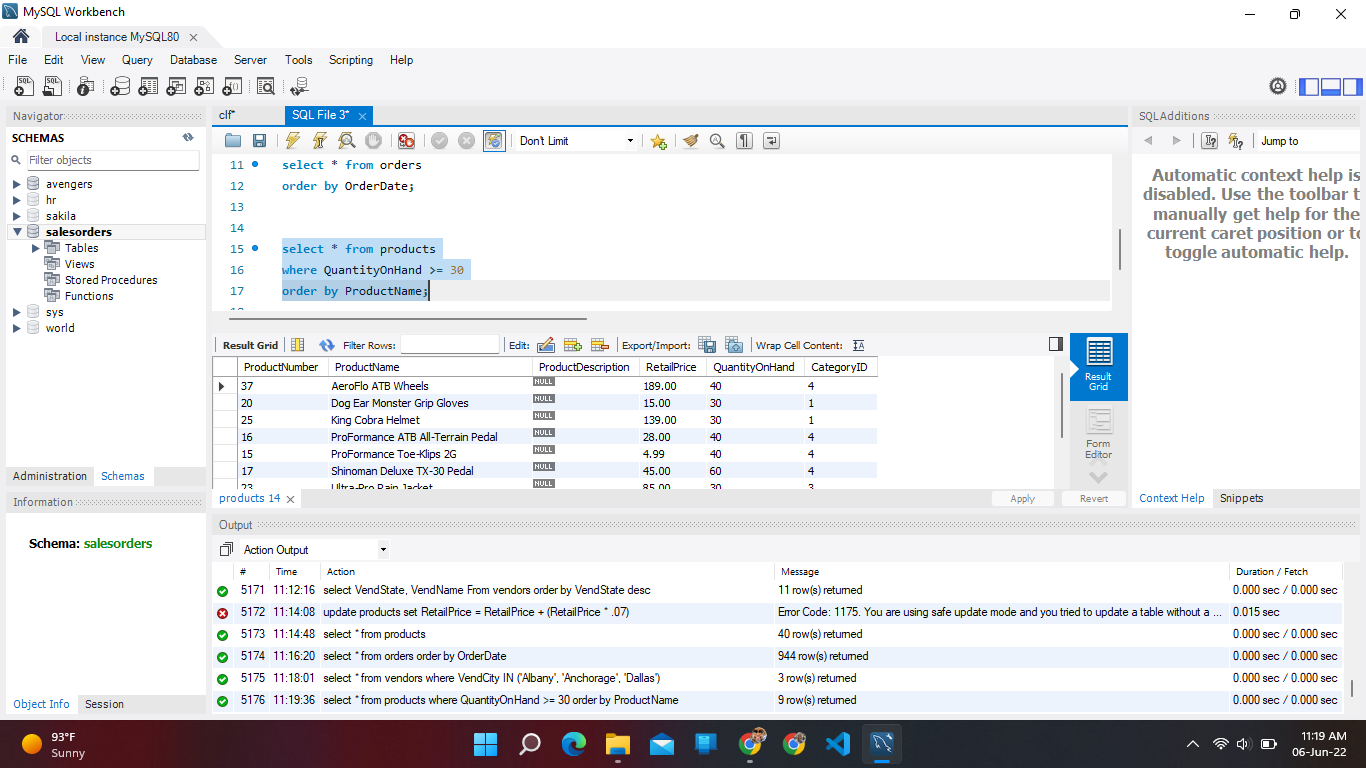 MySQL Workbench
Local instance MySQL80
File Edit View Query Database Server Tools Scripting Help
Navigator
SCHEMAS
Filter objects
avengers
hr
sakila
salesorders
Tables
Views
Stored Procedures
Functions
sys
world
Administration Schemas
Information
Schema: salesorders
Object Info Session
clf* SQL File 3*
Don't Limit
11 select * from orders
12 order by OrderDate;
13
14
15 select * from products
16 where QuantityOnHand >= 30
17 order by ProductName;
Result Grid Filter Rows: Edit: Export/Import: Wrap Cell Content:
ProductNumber ProductName ProductDescription RetailPrice QuantityOnHand CategoryID
37 AeroFlo ATB Wheels NULL 189.00 40 4
20 Dog Ear Monster Grip Gloves NULL 15.00 30 1
25 King Cobra Helmet NULL 139.00 30 1
16 ProFormance ATB All-Terrain Pedal NULL 28.00 40 4
15 ProFormance Toe-Klips 2G NULL 4.99 40 4
17 Shinoman Deluxe TX-30 Pedal NULL 45.00 60 4
23 Ultra-Pro Rain Jacket NULL 85.00 30 3
Result Grid
Form Editor
products 14 Apply Revert
SQLAdditions
Jump to
Automatic context help is
disabled. Use the toolbar t
manually get help for the
current caret position or to
toggle automatic help.
Context Help Snippets
Output
Action Output
# Time Action Message Duration / Fetch
5171 11:12:16 select VendState, VendName From vendors order by VendState desc 11 row(s) returned 0.000 sec / 0.000 sec
5172 11:14:08 update products set RetailPrice = RetailPrice + (RetailPrice * .07) Error Code: 1175. You are using safe update mode and you tried to update a table without a ... 0.015 sec
5173 11:14:48 select * from products 40 row(s) returned 0.000 sec / 0.000 sec
5174 11:16:20 select * from orders order by OrderDate 944 row(s) returned 0.000 sec / 0.000 sec
5175 11:18:01 select * from vendors where VendCity IN ('Albany', 'Anchorage', 'Dallas') 3 row(s) returned 0.000 sec / 0.000 sec
5176 11:19:36 select * from products where QuantityOnHand >= 30 order by ProductName 9 row(s) returned 0.000 sec / 0.000 sec
93°F
Sunny
11:19 AM
06-Jun-22